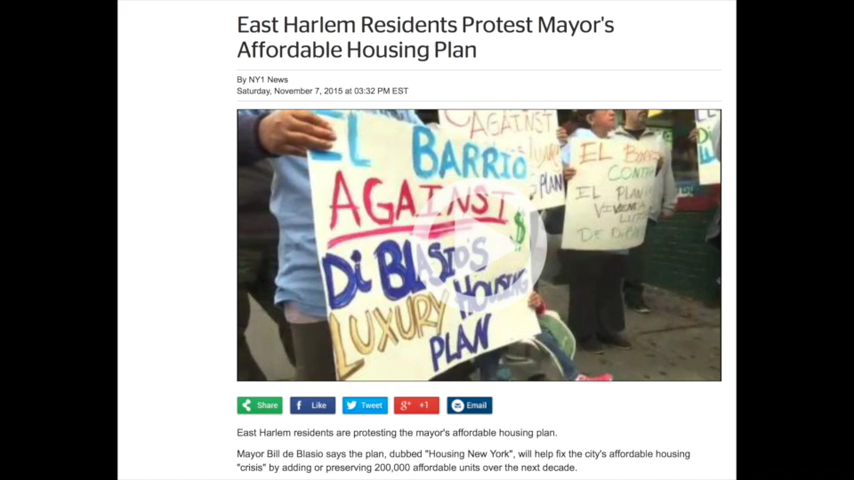 East Harlem Residents Protest Mayor's
Affordable Housing Plan
By NY1 News
Saturday, November 7, 2015 at 03:32 PM EST
EL
BARRIO
AGAINST
Di BLASIO'S
$
LUXURY HOUSING
PLAN
AGAINST
PLAN
EL BARRIO
CONTRA
EL PLAN
VIVIENDA
DE
Share
f Like
Tweet
g+ +1
Email
East Harlem residents are protesting the mayor's affordable housing plan.
Mayor Bill de Blasio says the plan, dubbed "Housing New York", will help fix the city's affordable housing
"crisis" by adding or preserving 200,000 affordable units over the next decade.